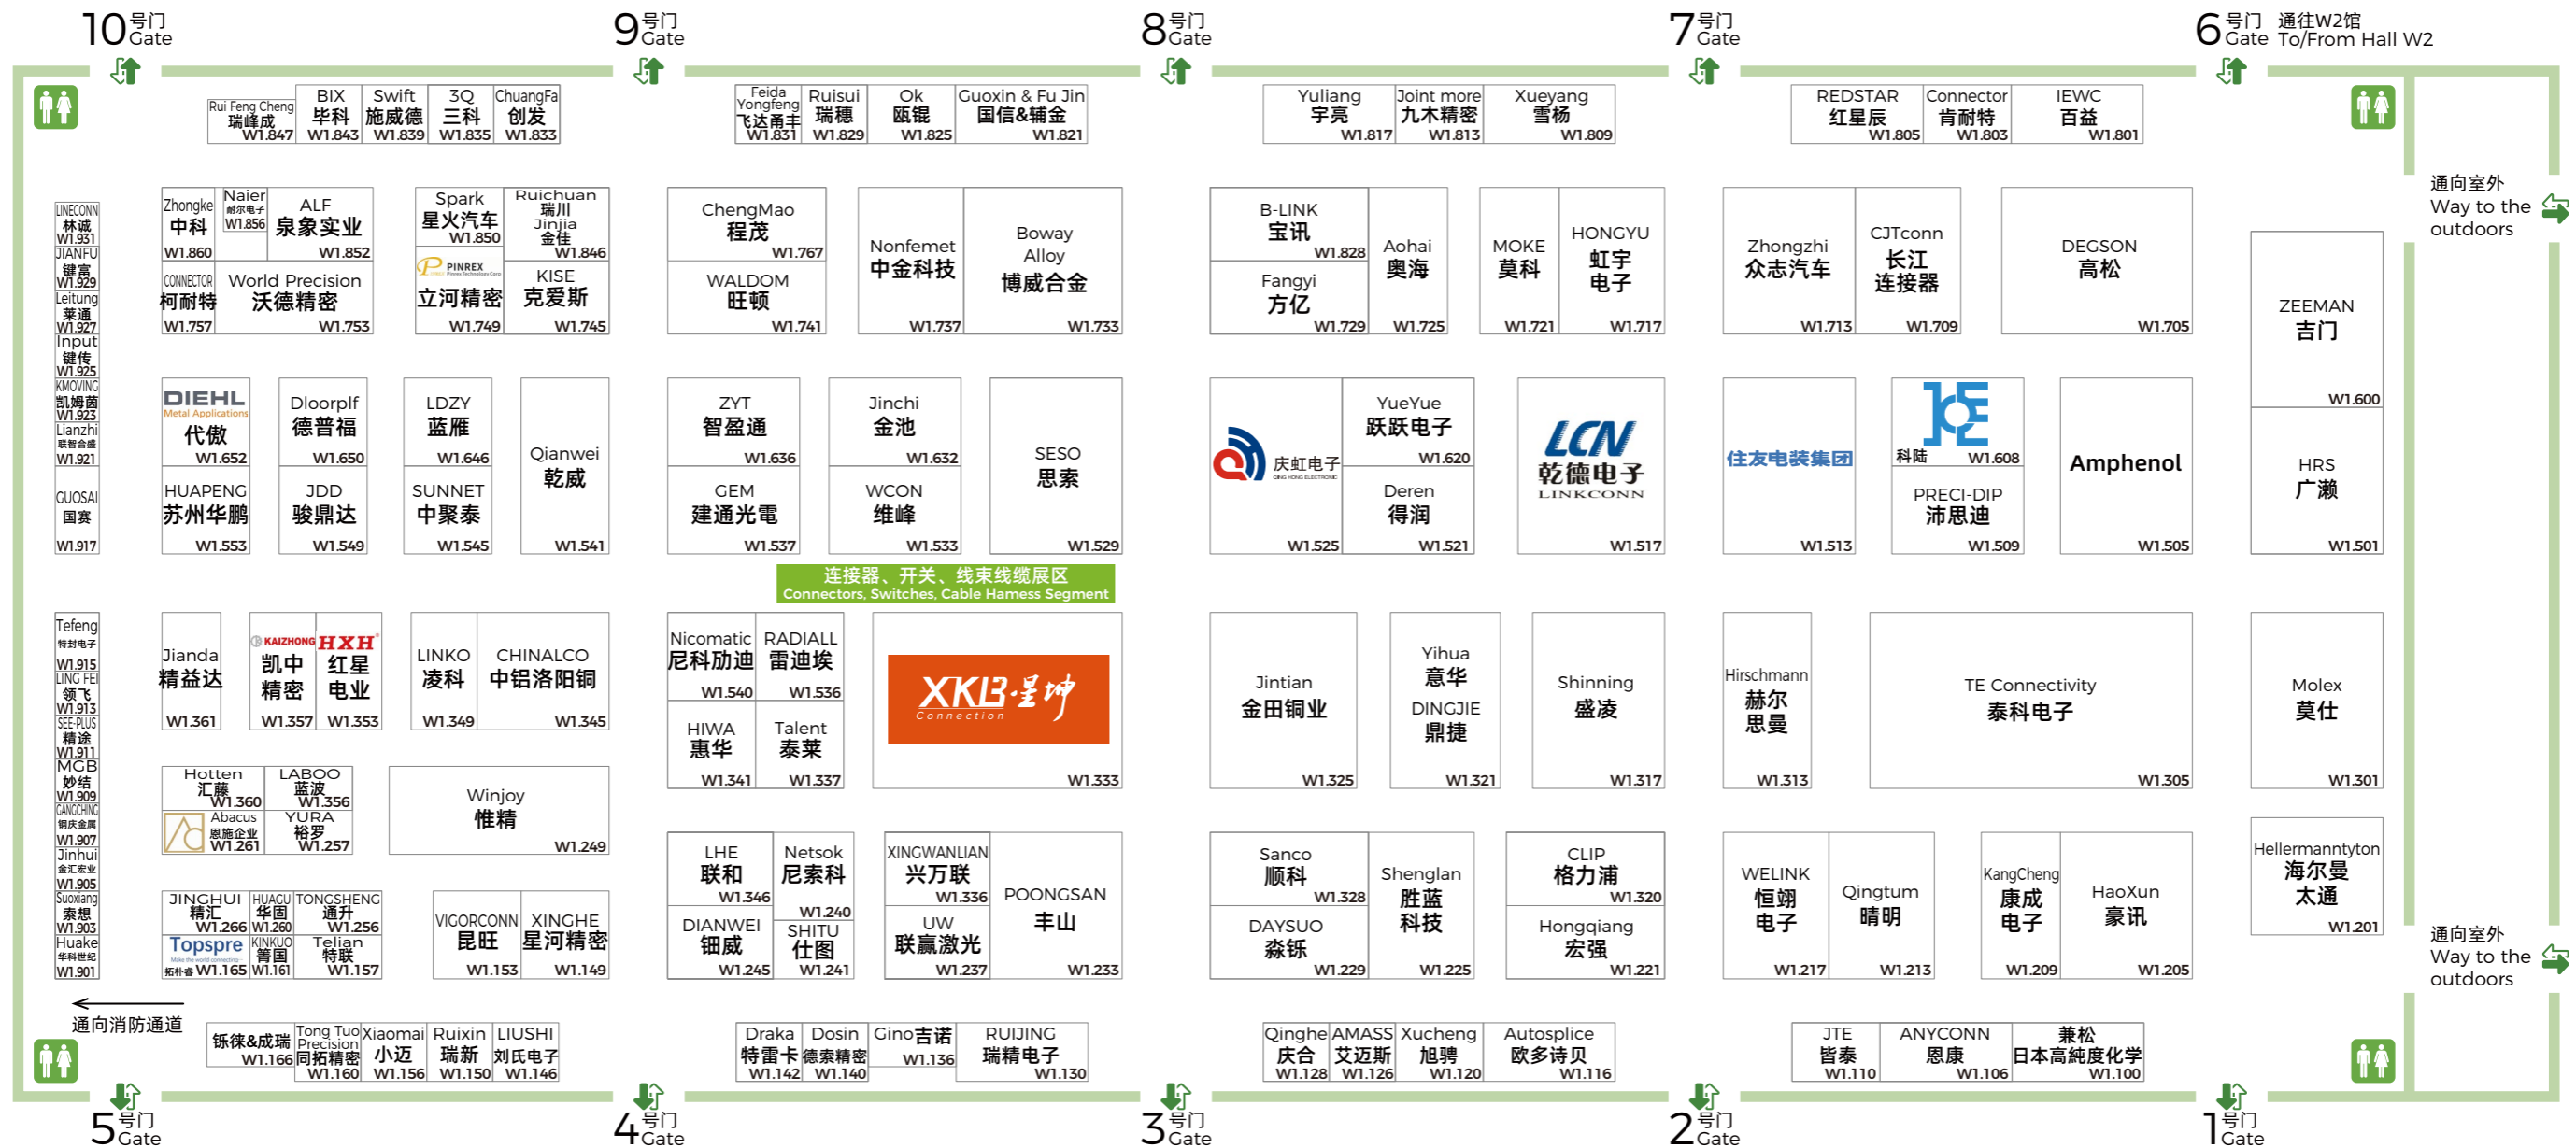 10 号门 Gate
9 号门 Gate
8 号门 Gate
7 号门 Gate
6 号门 Gate
通往W2馆
To/From Hall W2
Rui Feng Cheng
瑞峰成
W1.847
BIX
毕科
W1.843
Swift
施威德
W1.839
3Q
三科
W1.835
ChuangFa
创发
W1.833
Feida
Yongfeng
飞达甬丰
W1.831
Ruisui
瑞穗
W1.829
Ok
瓯锟
W1.825
Guoxin & Fu Jin
国信&辅金
W1.821
Yuliang
宇亮
W1.817
Joint more
九木精密
W1.813
Xueyang
雪杨
W1.809
REDSTAR
红星辰
W1.805
Connector
肯耐特
W1.803
IEWC
百益
W1.801
LINECONN
林诚
W1.931
JIANFU
键富
W1.929
Leitung
莱通
W1.927
Input
键传
W1.925
KMOVING
凯姆茵
W1.923
Lianzhi
联智合盛
W1.921
GUOSAI
国赛
W1.917
Zhongke
中科
W1.860
Naier
耐尔电子
W1.856
ALF
泉象实业
W1.852
CONNECTOR
柯耐特
W1.757
World Precision
沃德精密
W1.753
Spark
星火汽车
W1.850
Ruichuan
瑞川
Jinjia
金佳
W1.846
PINREX
Pinrex Technology Corp
立河精密
W1.749
KISE
克爱斯
W1.745
ChengMao
程茂
W1.767
WALDOM
旺顿
W1.741
Nonfemet
中金科技
W1.737
Boway
Alloy
博威合金
W1.733
B-LINK
宝讯
W1.828
Fangyi
方亿
W1.729
Aohai
奥海
W1.725
MOKE
莫科
W1.721
HONGYU
虹宇
电子
W1.717
Zhongzhi
众志汽车
W1.713
CJTconn
长江
连接器
W1.709
DEGSON
高松
W1.705
ZEEMAN
吉门
W1.600
HRS
广濑
W1.501
通向室外
Way to the
outdoors
DIEHL
Metal Applications
代傲
W1.652
HUAPENG
苏州华鹏
W1.553
Dloorplf
德普福
W1.650
JDD
骏鼎达
W1.549
LDZY
蓝雁
W1.646
SUNNET
中聚泰
W1.545
Qianwei
乾威
W1.541
ZYT
智盈通
W1.636
GEM
建通光電
W1.537
Jinchi
金池
W1.632
WCON
维峰
W1.533
SESO
思索
W1.529
庆虹电子
QING HONG ELECTRONIC
W1.525
YueYue
跃跃电子
W1.620
Deren
得润
W1.521
LCN
乾德电子
LINKCONN
W1.517
住友电装集团
W1.513
科陆
W1.608
PRECI-DIP
沛思迪
W1.509
Amphenol
W1.505
连接器、开关、线束线缆展区
Connectors, Switches, Cable Hamess Segment
Tefeng
特封电子
W1.915
LING FEI
领飞
W1.913
SEE-PLUS
精途
W1.911
MGB
妙结
W1.909
GANGCHING
钢庆金属
W1.907
Jinhui
金汇宏业
W1.905
Suoxiang
索想
W1.903
Huake
华科世纪
W1.901
Jianda
精益达
W1.361
KAIZHONG
凯中
精密
W1.357
HXH
红星
电业
W1.353
LINKO
凌科
W1.349
CHINALCO
中铝洛阳铜
W1.345
Nicomatic
尼科劢迪
W1.540
RADIALL
雷迪埃
W1.536
HIWA
惠华
W1.341
Talent
泰莱
W1.337
XKB·星坤
Connection
W1.333
Jintian
金田铜业
W1.325
Yihua
意华
DINGJIE
鼎捷
W1.321
Shinning
盛凌
W1.317
Hirschmann
赫尔
思曼
W1.313
TE Connectivity
泰科电子
W1.305
Molex
莫仕
W1.301
Hotten
汇藤
W1.360
LABOO
蓝波
W1.356
Abacus
恩施企业
W1.261
YURA
裕罗
W1.257
Winjoy
惟精
W1.249
LHE
联和
W1.346
Netsok
尼索科
W1.240
DIANWEI
钿威
W1.245
SHITU
仕图
W1.241
XINGWANLIAN
兴万联
W1.336
UW
联赢激光
W1.237
POONGSAN
丰山
W1.233
Sanco
顺科
W1.328
DAYSUO
淼铄
W1.229
Shenglan
胜蓝
科技
W1.225
CLIP
格力浦
W1.320
Hongqiang
宏强
W1.221
WELINK
恒翊
电子
W1.217
Qingtum
晴明
W1.213
KangCheng
康成
电子
W1.209
HaoXun
豪讯
W1.205
Hellermanntyton
海尔曼
太通
W1.201
JINGHUI
精汇
W1.266
HUAGU
华固
W1.260
TONGSHENG
通升
W1.256
Topspre
Make the world connecting
拓朴睿 W1.165
KINKUO
箐国
W1.161
Telian
特联
W1.157
VIGORCONN
昆旺
W1.153
XINGHE
星河精密
W1.149
通向室外
Way to the
outdoors
通向消防通道
铄徕&成瑞
W1.166
Tong Tuo
Precision
同拓精密
W1.160
Xiaomai
小迈
W1.156
Ruixin
瑞新
W1.150
LIUSHI
刘氏电子
W1.146
Draka
特雷卡
W1.142
Dosin
德索精密
W1.140
Gino吉诺
W1.136
RUIJING
瑞精电子
W1.130
Qinghe
庆合
W1.128
AMASS
艾迈斯
W1.126
Xucheng
旭骋
W1.120
Autosplice
欧多诗贝
W1.116
JTE
皆泰
W1.110
ANYCONN
恩康
W1.106
兼松
日本高純度化学
W1.100
5 号门 Gate
4 号门 Gate
3 号门 Gate
2 号门 Gate
1 号门 Gate